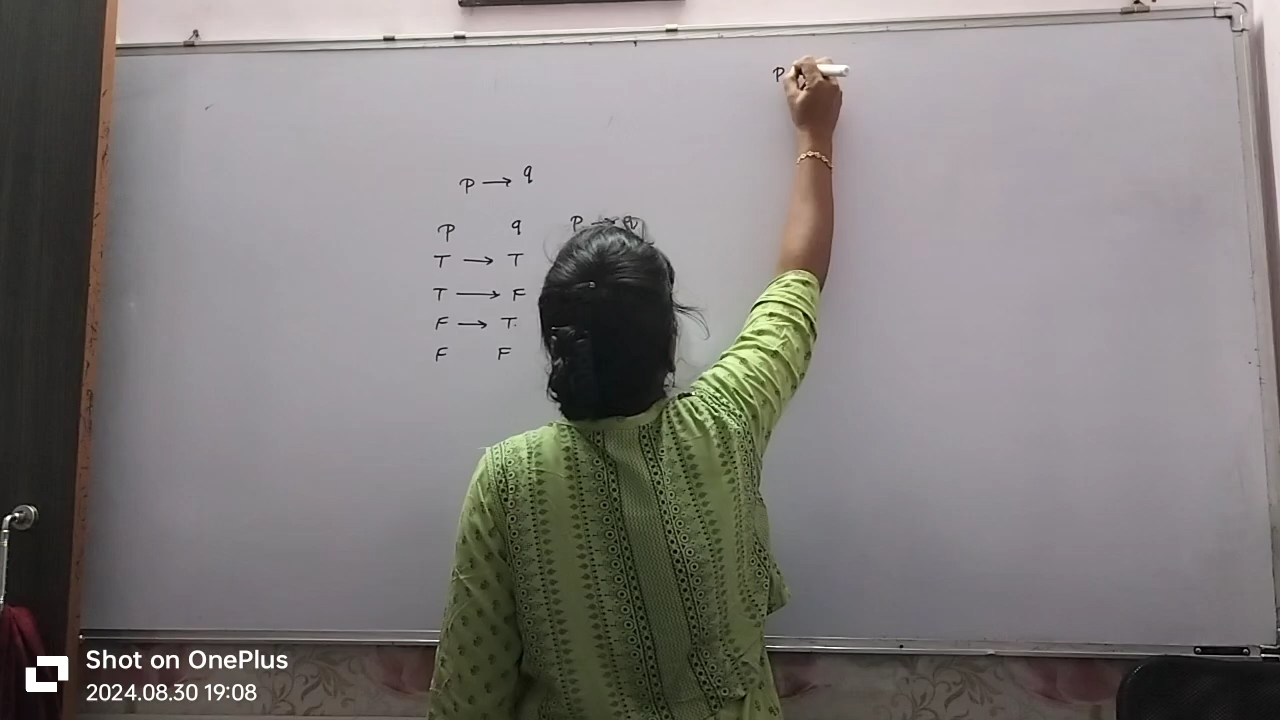 P
P → q
P q P → q
T → T
T → F
F → T.
F F
Shot on OnePlus
2024.08.30 19:08